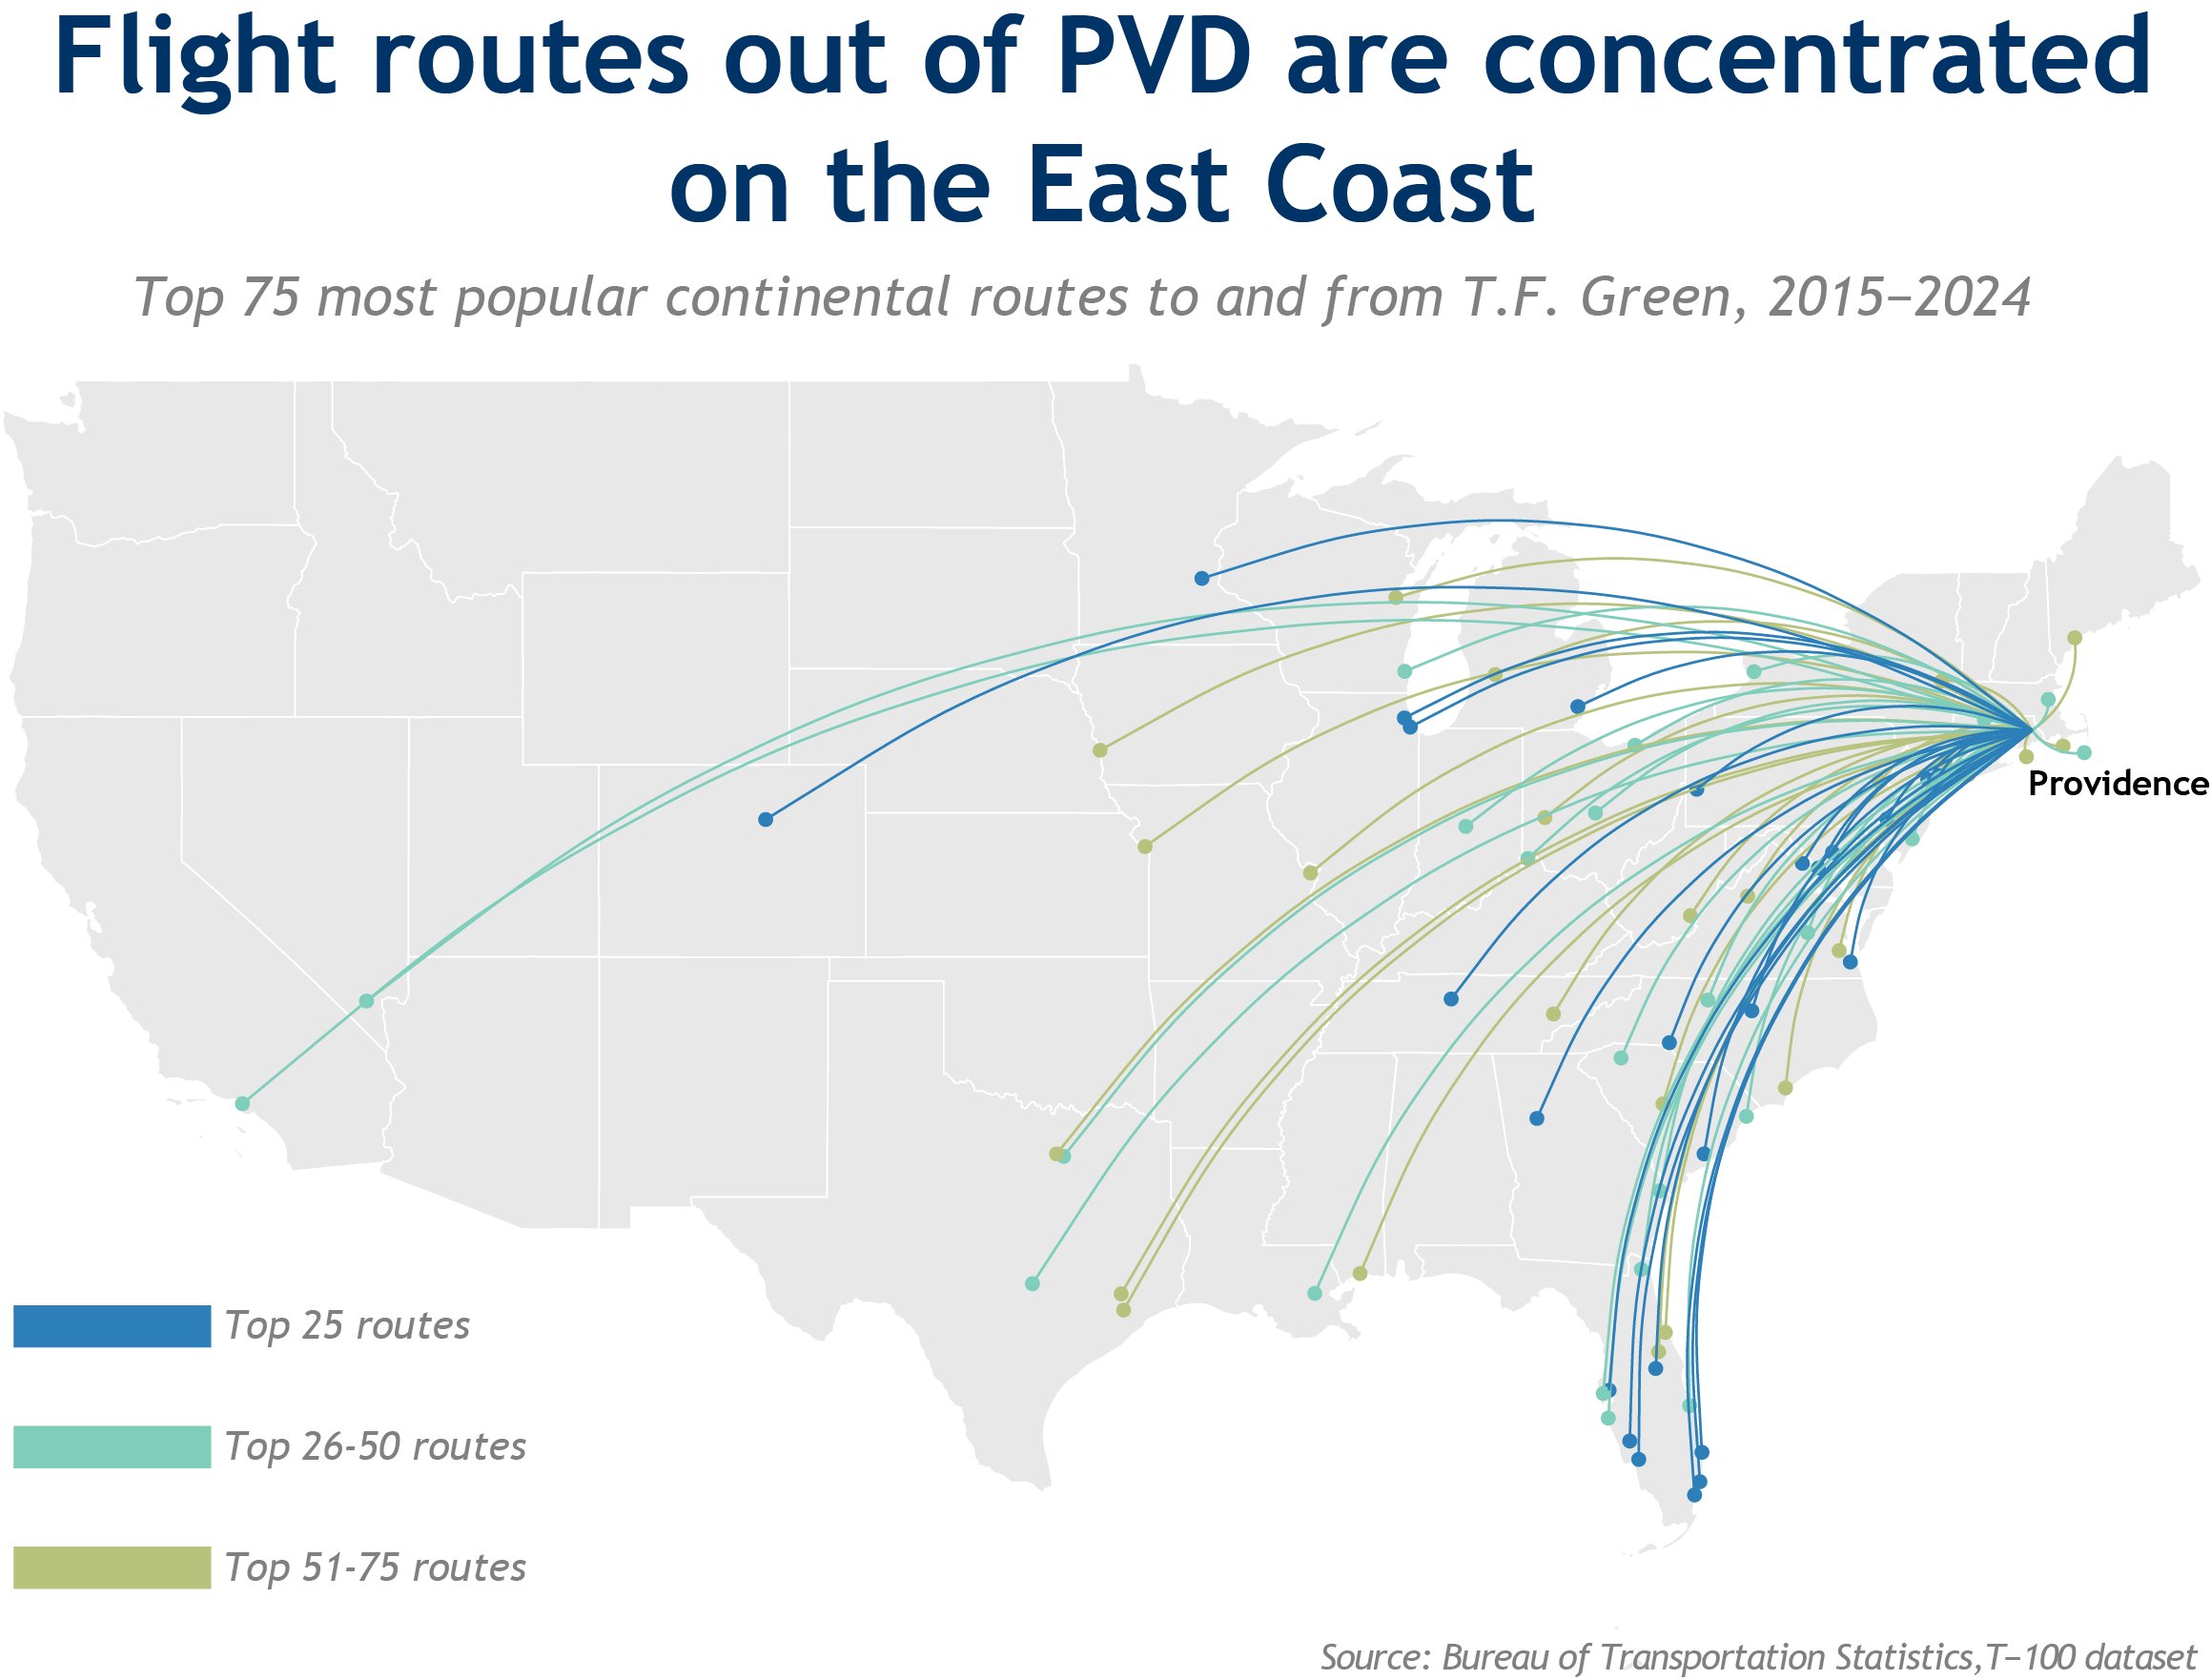 Flight routes out of PVD are concentrated
on the East Coast
Top 75 most popular continental routes to and from T.F. Green, 2015–2024
Providence
Top 25 routes
Top 26-50 routes
Top 51-75 routes
Source: Bureau of Transportation Statistics, T–100 dataset